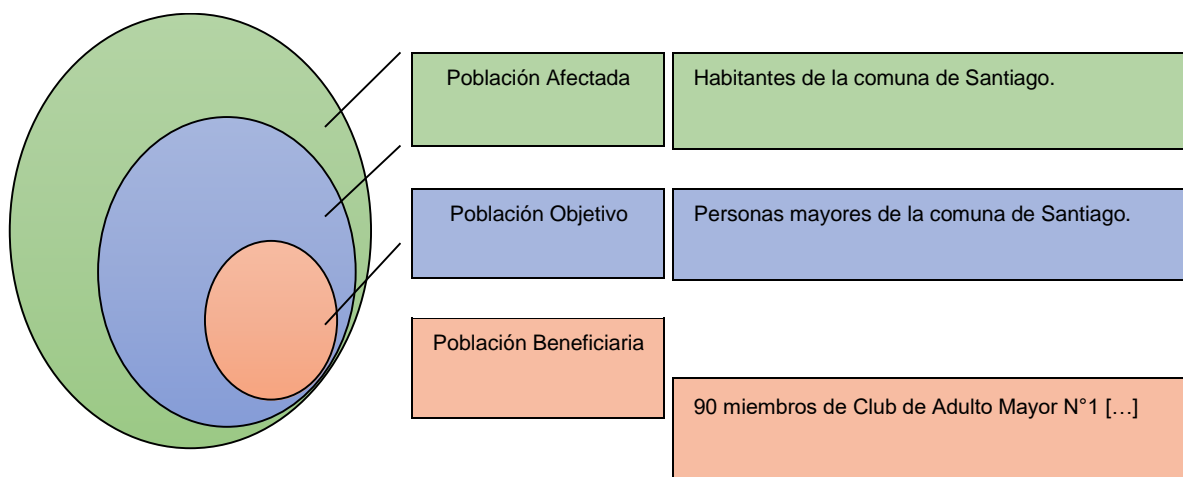 Población Afectada
Habitantes de la comuna de Santiago.
Población Objetivo
Personas mayores de la comuna de Santiago.
Población Beneficiaria
90 miembros de Club de Adulto Mayor N°1 […]